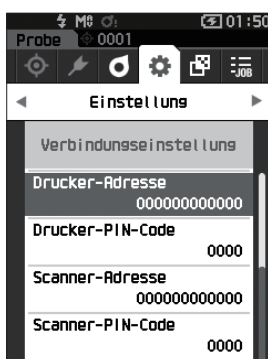 M0 01:50
Probe 0001
JOB
Einstellung
Verbindungseinstellung
Drucker-Adresse
000000000000
Drucker-PIN-Code
0000
Scanner-Adresse
000000000000
Scanner-PIN-Code
0000